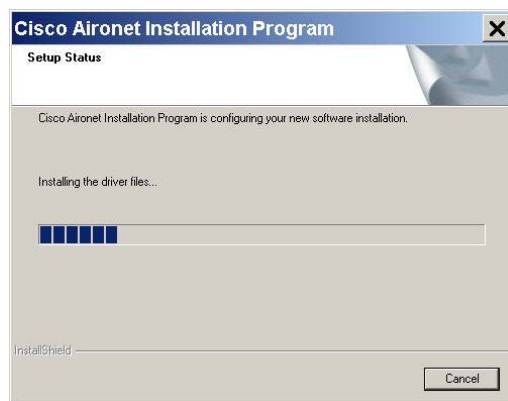 Cisco Aironet Installation Program
Setup Status
Cisco Aironet Installation Program is configuring your new software installation.
Installing the driver files...
InstallShield
Cancel